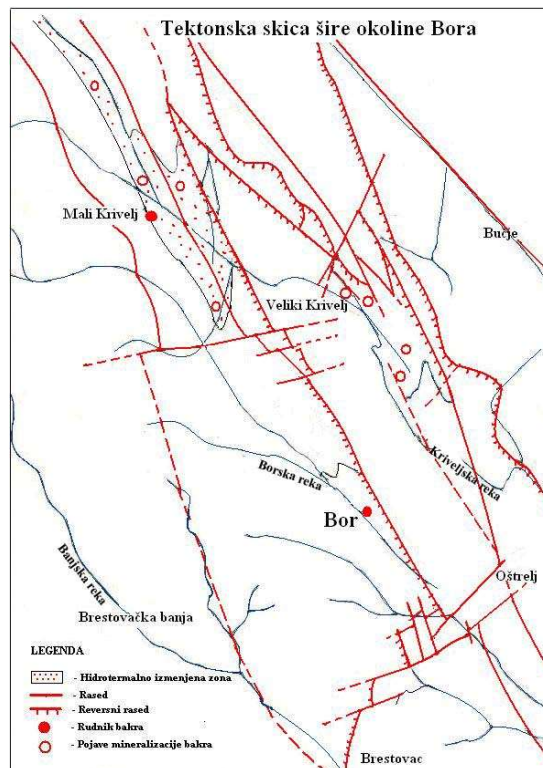 Tektonska skica šire okoline Bora
Mali Krivelj
Bučje
Veliki Krivelj
Kriveljska reka
Borska reka
Bor
Banjska reka
Oštrelj
Brestovačka banja
LEGENDA
- Hidrotermalno izmenjena zona
- Rased
- Reversni rased
- Rudnik bakra
- Pojave mineralizacije bakra
Brestovac